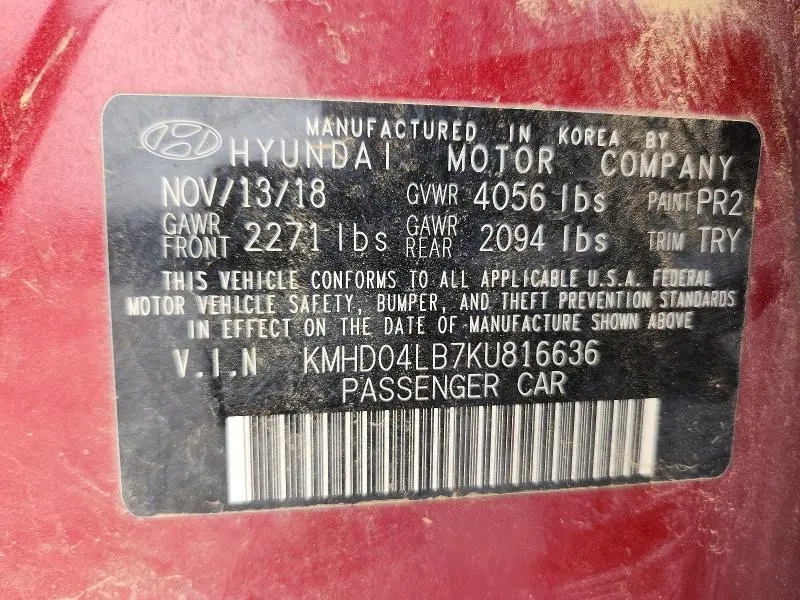 MANUFACTURED IN KOREA BY
HYUNDAI MOTOR COMPANY
NOV/13/18 GVWR 4056 lbs PAINT PR2
GAWR FRONT 2271 lbs GAWR REAR 2094 lbs TRIM TRY
THIS VEHICLE CONFORMS TO ALL APPLICABLE U.S.A. FEDERAL
MOTOR VEHICLE SAFETY, BUMPER, AND THEFT PREVENTION STANDARDS
IN EFFECT ON THE DATE OF MANUFACTURE SHOWN ABOVE
V.I.N KMHD04LB7KU816636
PASSENGER CAR